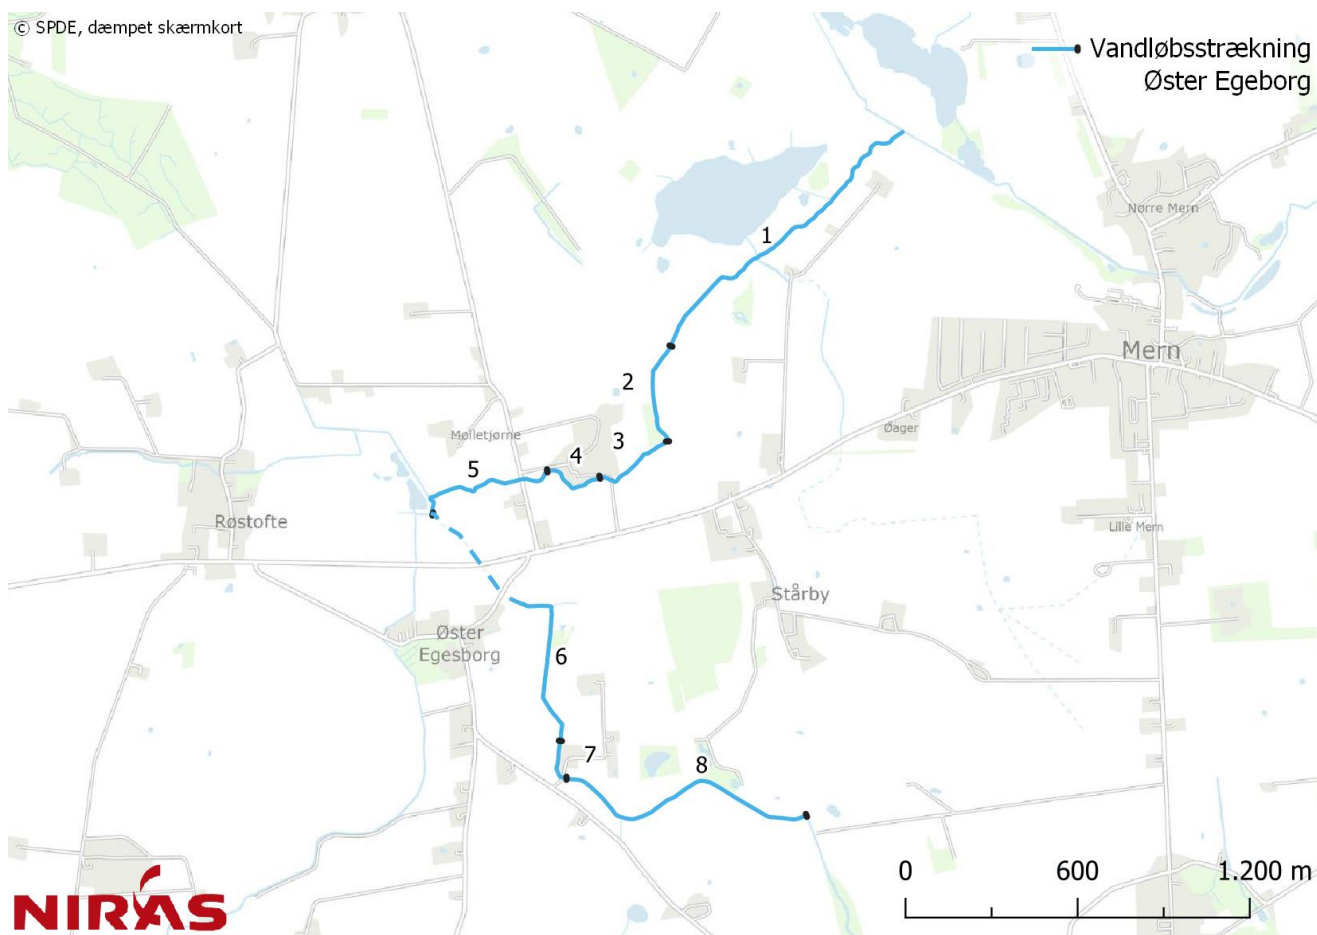 © SPDE, dæmpet skærmkort
Vandløbsstrækning
Øster Egeborg
Nørre Mern
1
Mern
2
Øager
Mølletjørne
3
4
5
Røstofte
Lille Mern
Stårby
Øster
Egesborg
6
7
8
0 600 1.200 m
NIRAS